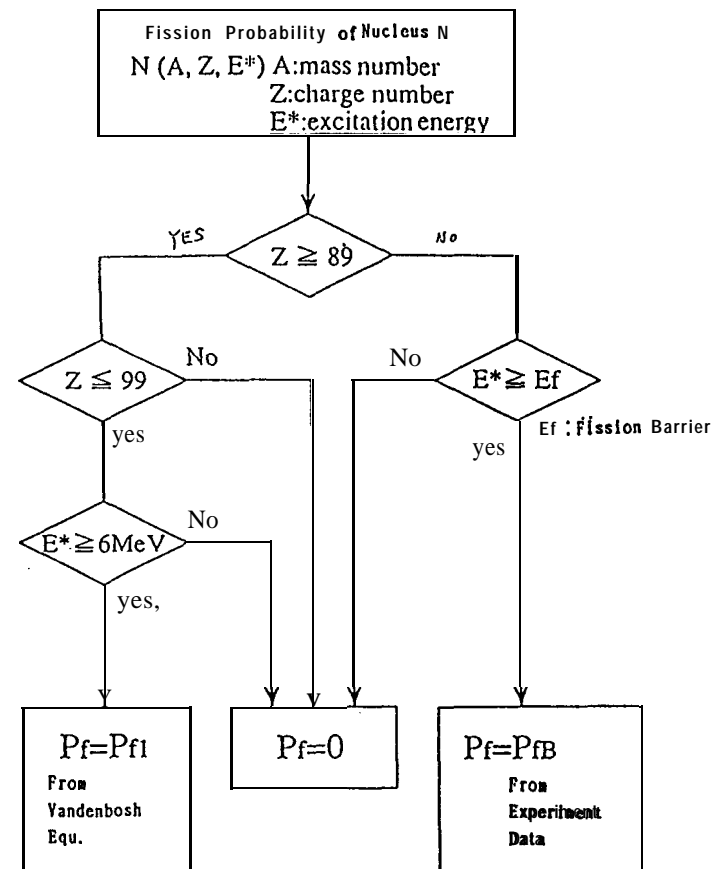 Fission Probability of Nucleus N
N (A, Z, E*) A:mass number
Z:charge number
E*:excitation energy
YES
NO
Z ≧ 89
No
No
Z ≦ 99
E* ≧ Ef
Ef : Fission Barrier
yes
yes
No
E* ≧ 6MeV
yes,
Pf=Pf1
Pf=0
Pf=PfB
From
From
Vandenbosh
Experiment
Equ.
Data